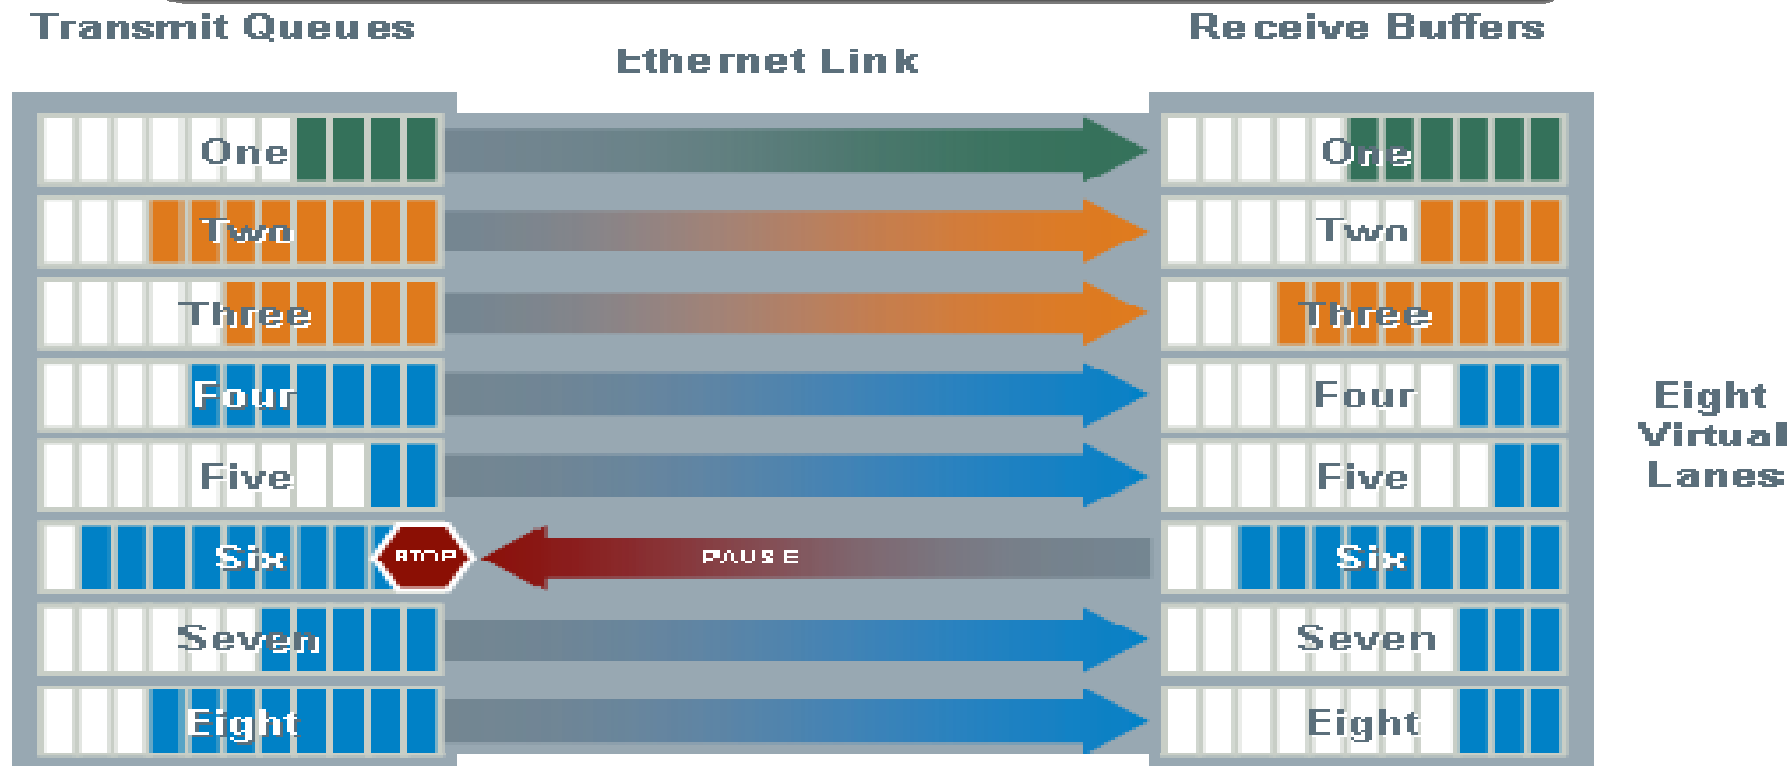 Transmit Queues
Receive Buffers
Ethernet Link
One
One
Two
Two
Three
Three
Four
Four
Eight
Virtual
Lanes
Five
Five
Six
STOP
PAUSE
Six
Seven
Seven
Eight
Eight